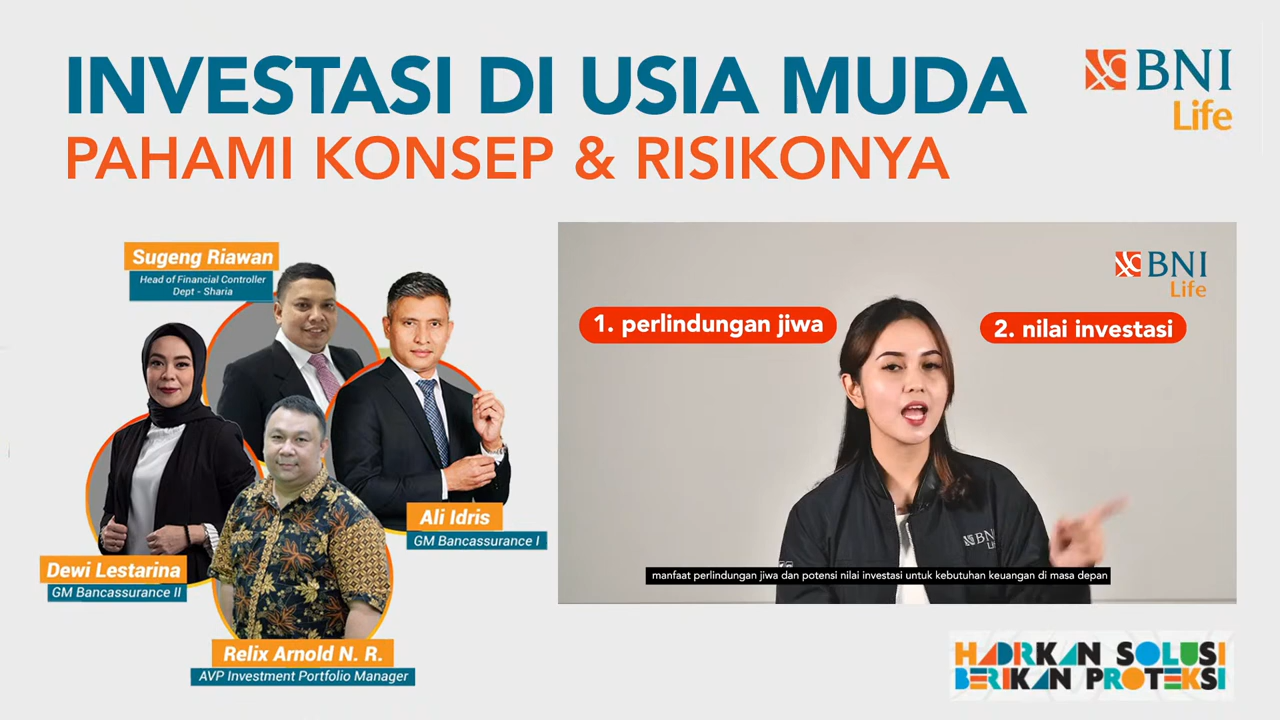 INVESTASI DI USIA MUDA
PAHAMI KONSEP & RISIKONYA
BNI
Life
Sugeng Riawan
Head of Financial Controller
Dept - Sharia
Ali Idris
GM Bancassurance I
Dewi Lestarina
GM Bancassurance II
Relix Arnold N. R.
AVP Investment Portfolio Manager
BNI
Life
1. perlindungan jiwa
2. nilai investasi
BNI
manfaat perlindungan jiwa dan potensi nilai investasi untuk kebutuhan keuangan di masa depan
HADIRKAN SOLUSI
BERIKAN PROTEKSI